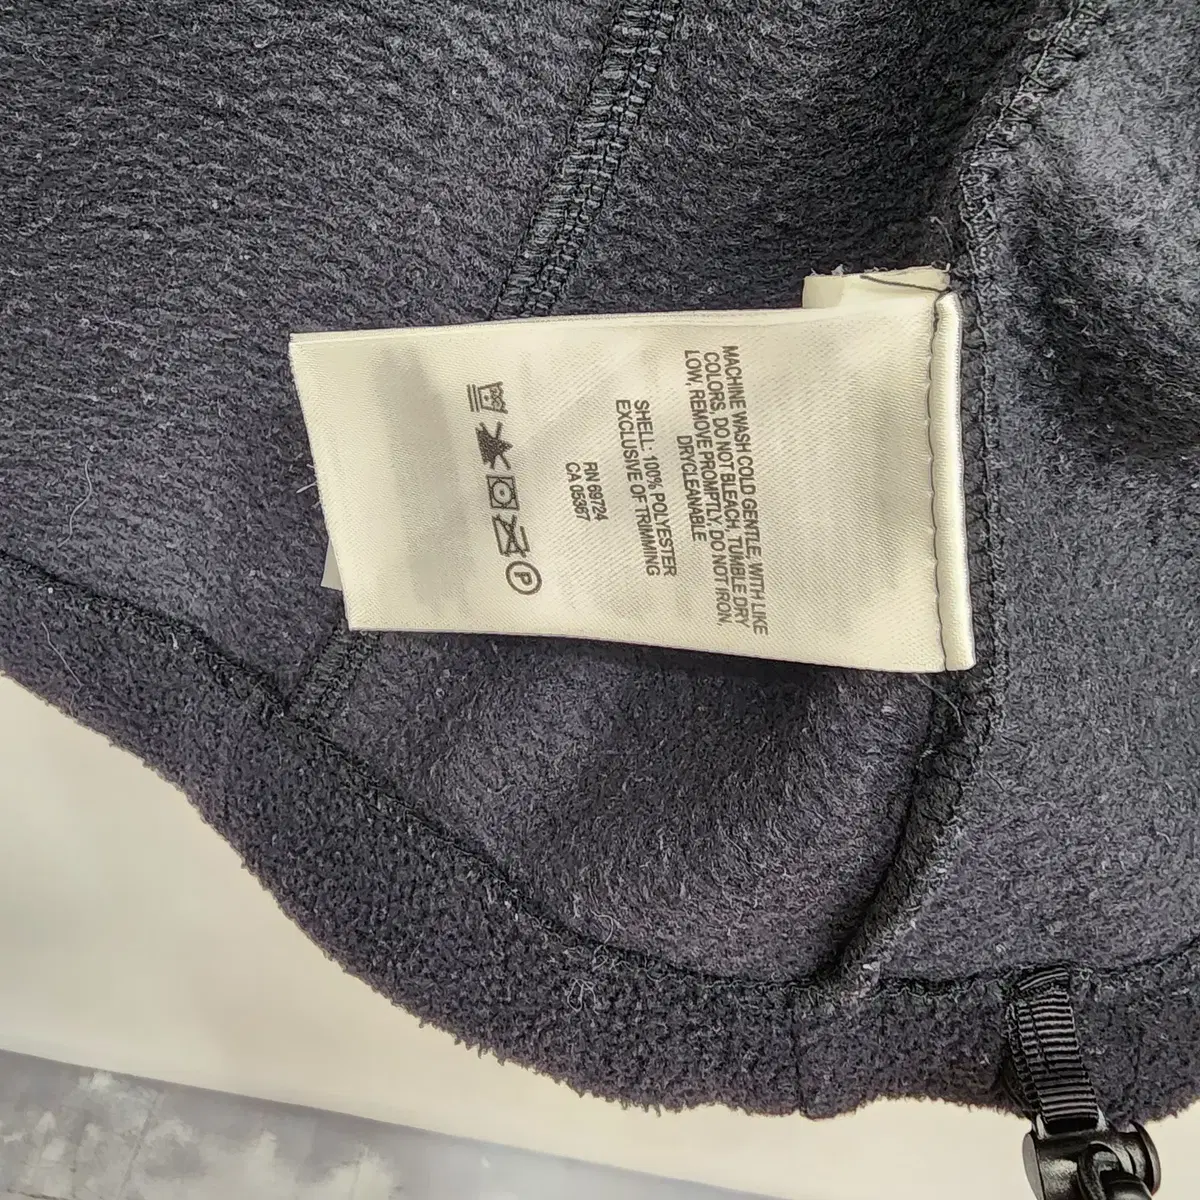 MACHINE WASH COLD GENTLE, WITH LIKE
COLORS, DO NOT BLEACH, TUMBLE DRY
LOW, REMOVE PROMPTLY, DO NOT IRON,
DRYCLEANABLE
SHELL: 100% POLYESTER
EXCLUSIVE OF TRIMMING
RN 69724
CA 05367
P